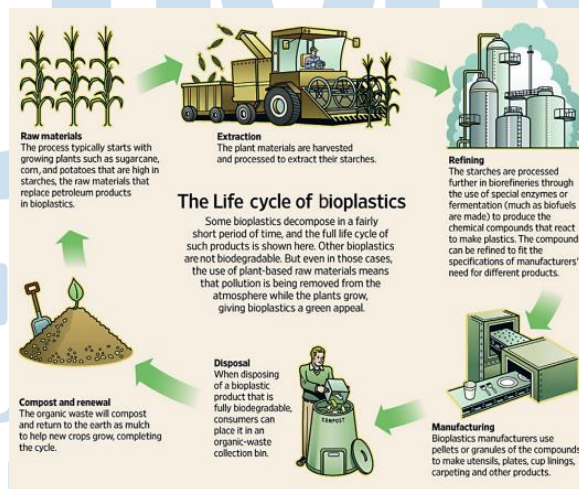 Raw materials
The process typically starts with
growing plants such as sugarcane,
corn, and potatoes that are high in
starches, the raw materials that
replace petroleum products
in bioplastics.
Extraction
The plant materials are harvested
and processed to extract their starches.
Refining
The starches are processed
further in biorefineries through
the use of special enzymes or
fermentation (much as biofuels
are made) to produce the
chemical compounds that react
to make plastics. The compound
can be refined to fit the
specifications of manufacturers'
need for different products.
The Life cycle of bioplastics
Some bioplastics decompose in a fairly
short period of time, and the full life cycle of
such products is shown here. Other bioplastics
are not biodegradable. But even in those cases,
the use of plant-based raw materials means
that pollution is being removed from the
atmosphere while the plants grow,
giving bioplastics a green appeal.
Manufacturing
Bioplastics manufacturers use
pellets or granules of the compounds
to make utensils, plates, cup linings,
carpeting and other products.
Disposal
When disposing
of a bioplastic
product that is
fully biodegradable,
consumers can
place it in an
organic-waste
collection bin.
COMPOST
Compost and renewal
The organic waste will compost
and return to the earth as mulch
to help new crops grow, completing
the cycle.